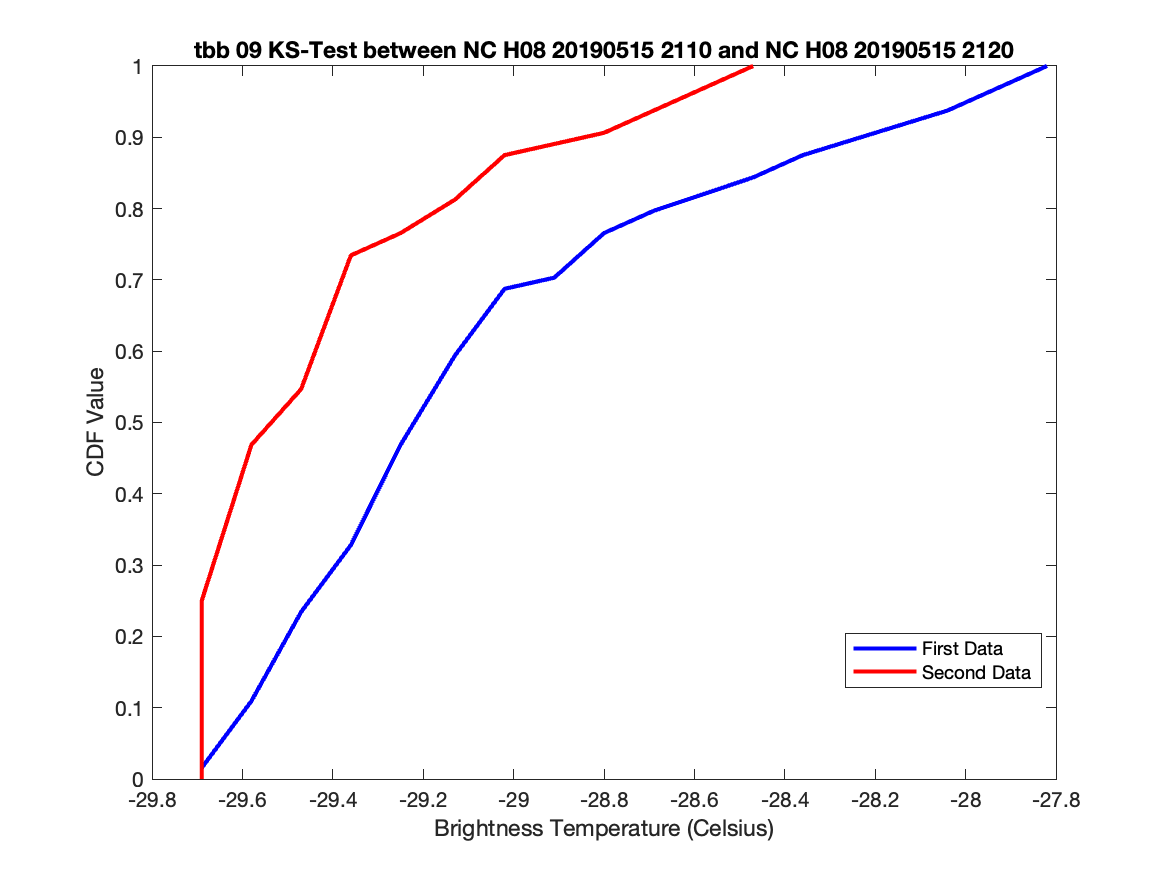 tbb 09 KS-Test between NC H08 20190515 2110 and NC H08 20190515 2120
1
0.9
0.8
0.7
0.6
0.5
0.4
0.3
0.2
0.1
0
CDF Value
First Data
Second Data
-29.8 -29.6 -29.4 -29.2 -29 -28.8 -28.6 -28.4 -28.2 -28 -27.8
Brightness Temperature (Celsius)